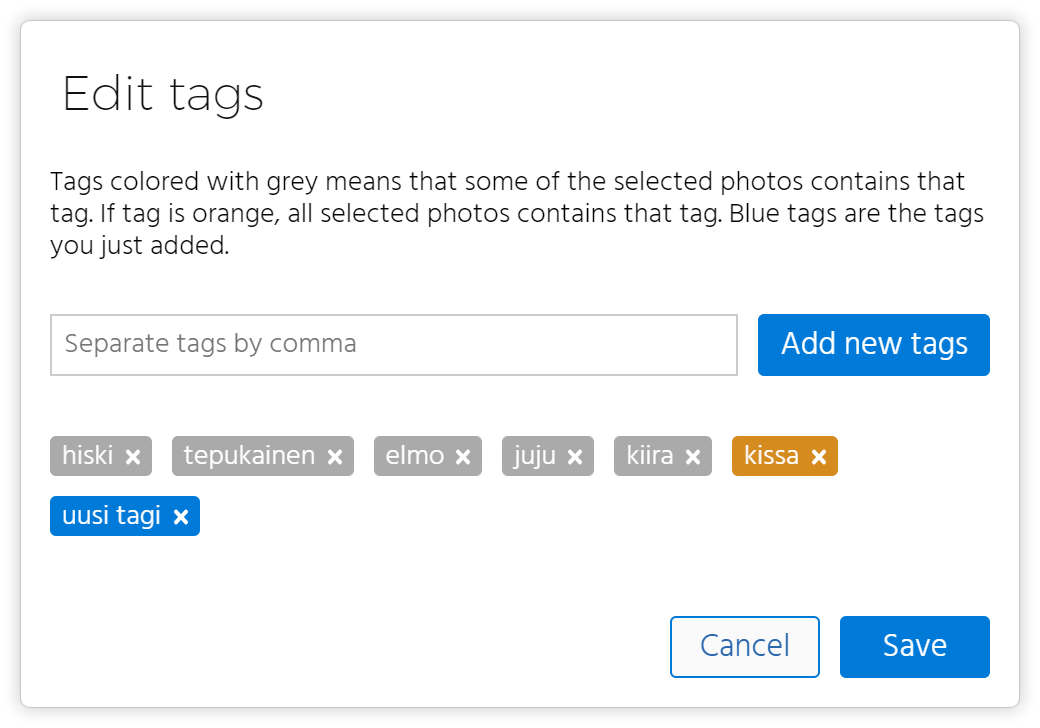 Edit tags
Tags colored with grey means that some of the selected photos contains that
tag. If tag is orange, all selected photos contains that tag. Blue tags are the tags
you just added.
Separate tags by comma
Add new tags
hiski × tepukainen × elmo × juju × kiira × kissa ×
uusi tagi ×
Cancel
Save